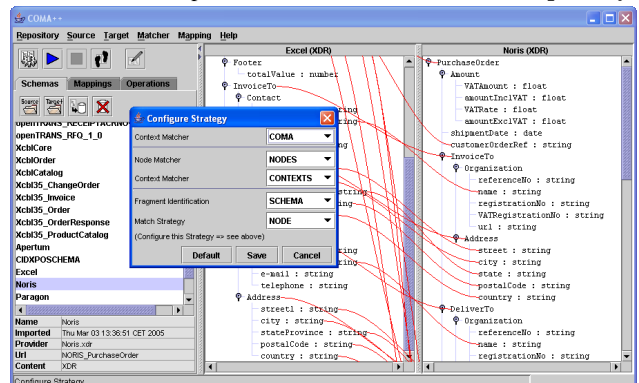 COMA++
Repository Source Target Matcher Mapping Help
Schemas Mappings Operations
Source Target
XcblCore
XcblOrder
XcblCatalog
Xcbl35_ChangeOrder
Xcbl35_Invoice
Xcbl35_Order
Xcbl35_OrderResponse
Xcbl35_ProductCatalog
Apertum
CIDXPOSCHEMA
Excel
Noris
Paragon
Name Noris
Imported Thu Mar 03 13:36:51 CET 2005
Provider Noris.xdr
Url NORIS_PurchaseOrder
Content XDR
Configure Strategy
Configure Strategy
Context Matcher COMA
Node Matcher NODES
Context Matcher CONTEXTS
Fragment Identification SCHEMA
Match Strategy NODE
(Configure this Strategy => see above)
Default Save Cancel
Excel (XDR)
Footer
totalValue : number
InvoiceTo
Contact
e-mail : string
telephone : string
Address
street1 : string
city : string
stateProvince : string
postalCode : string
country : string
Noris (XDR)
PurchaseOrder
Amount
VATAmount : float
amountInclVAT : float
VATRate : float
amountExclVAT : float
shipmentDate : date
customerOrderRef : string
InvoiceTo
Organization
referenceNo : string
name : string
registrationNo : string
VATRegistrationNo : string
url : string
Address
street : string
city : string
state : string
postalCode : string
country : string
DeliverTo
Organization
referenceNo : string
name : string
registrationNo : string